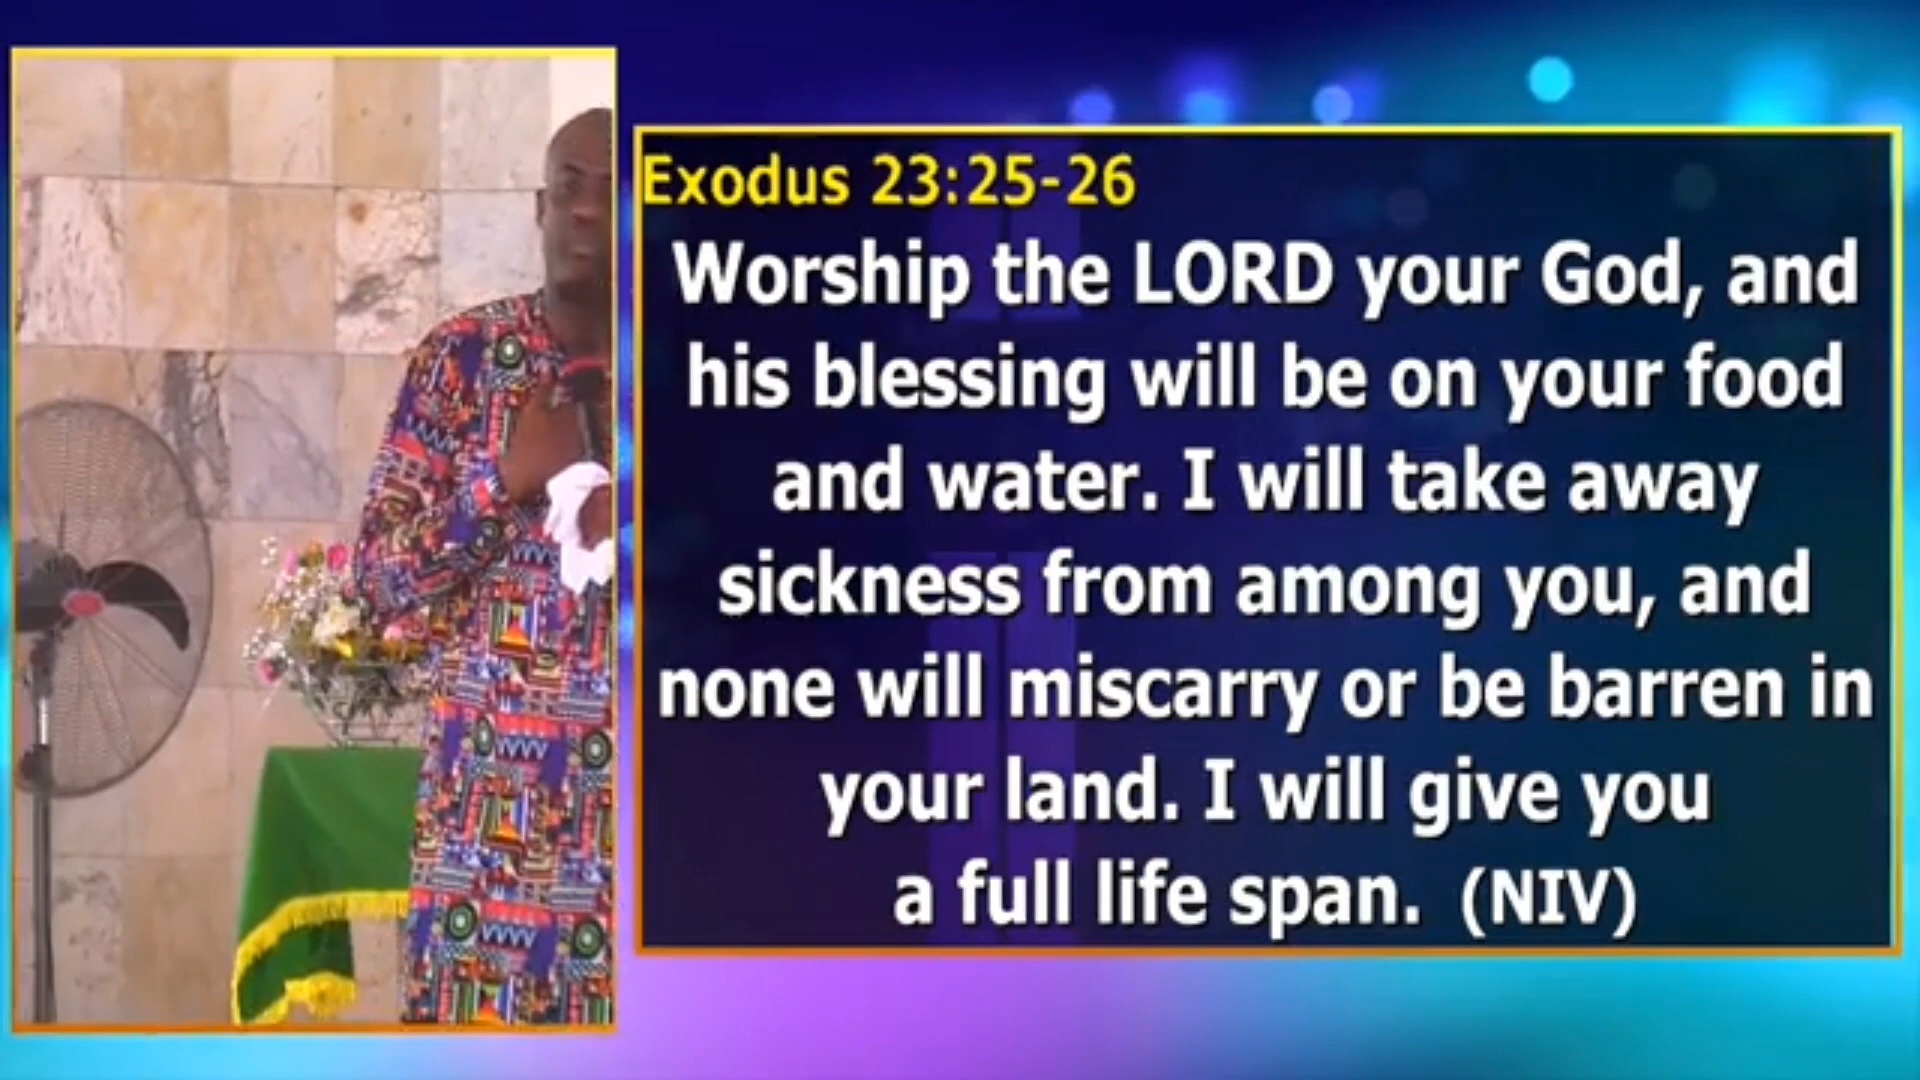 Exodus 23:25-26
Worship the LORD your God, and
his blessing will be on your food
and water. I will take away
sickness from among you, and
none will miscarry or be barren in
your land. I will give you
a full life span. (NIV)